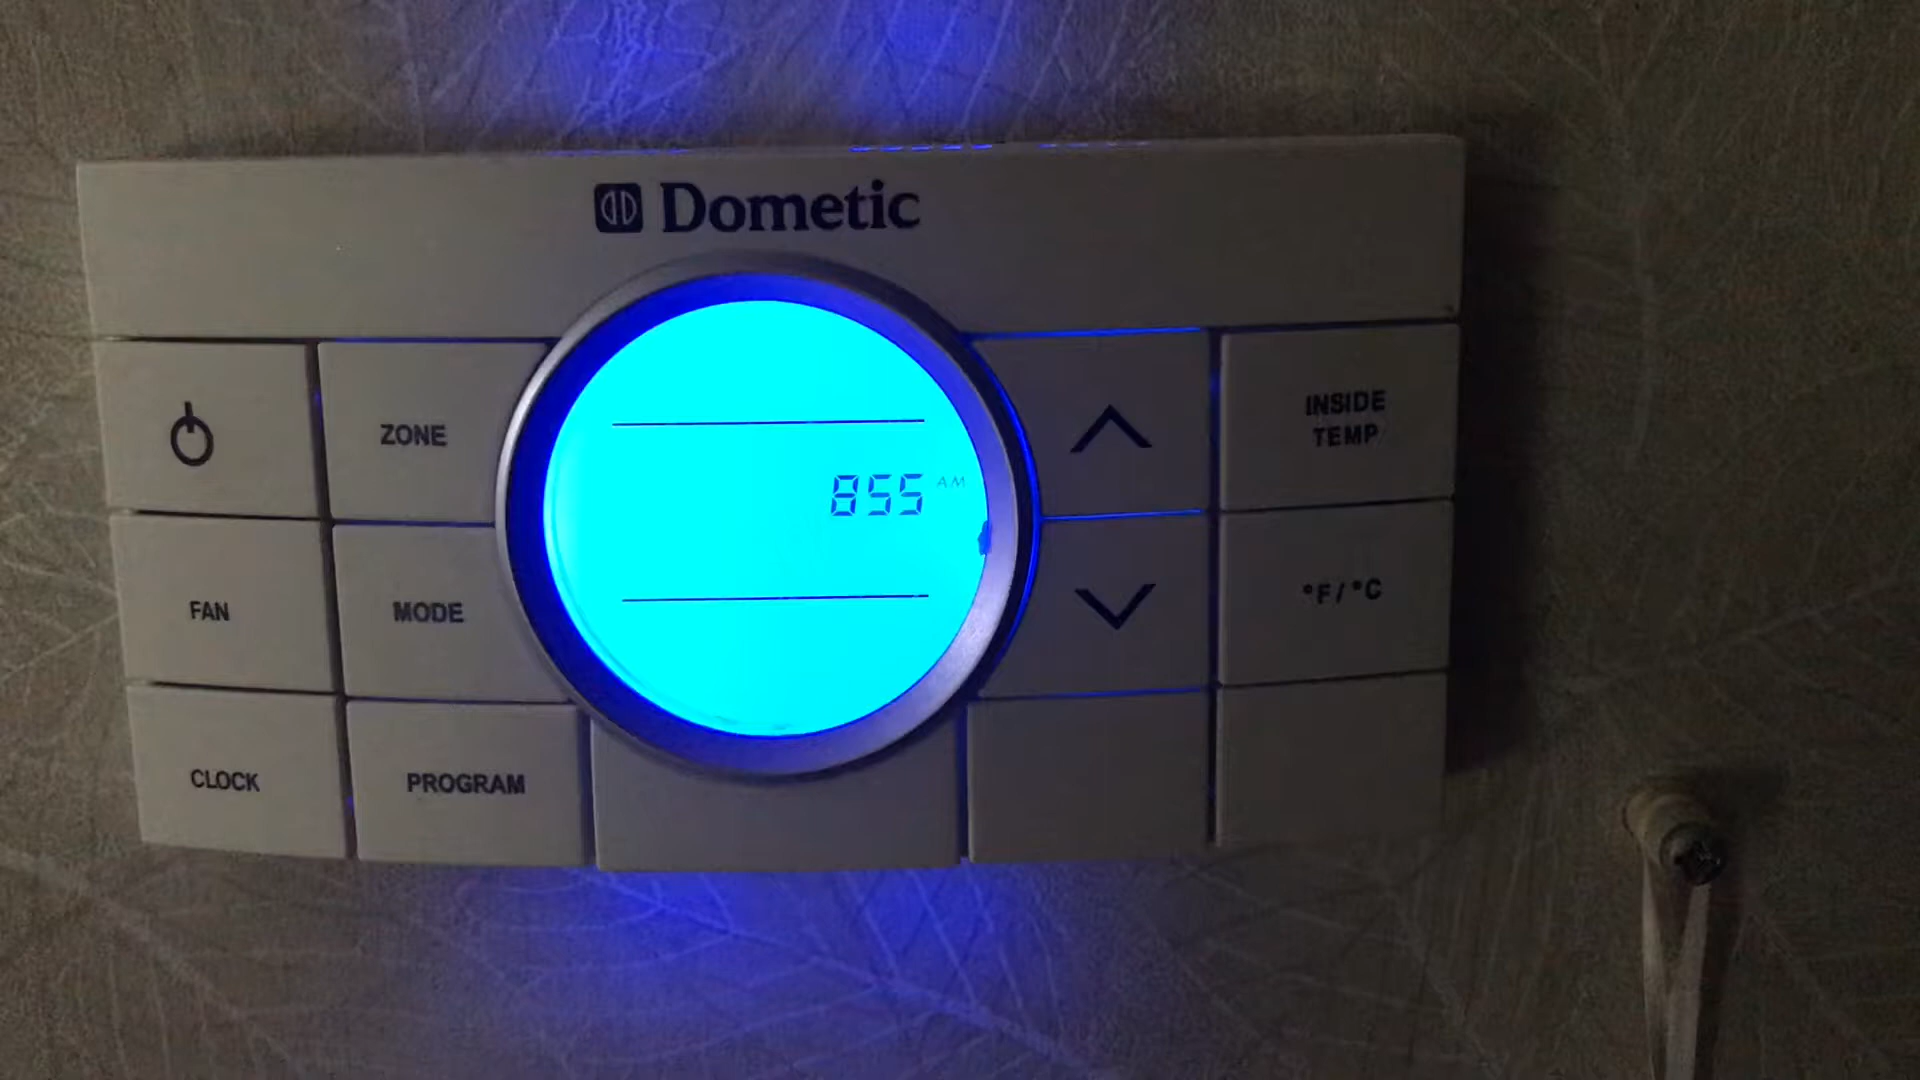 Dometic
ZONE
FAN
MODE
CLOCK
PROGRAM
855 AM
INSIDE
TEMP
°F/°C